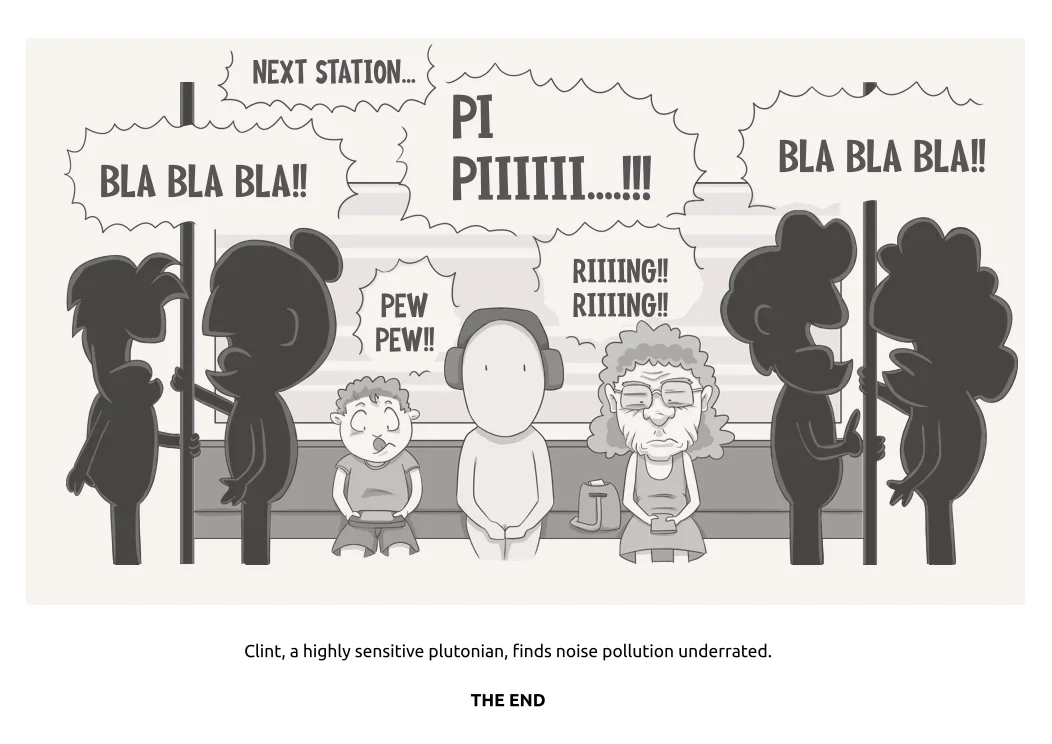 NEXT STATION...
BLA BLA BLA!!
PI
PIIIIII....!!!
BLA BLA BLA!!
PEW
PEW!!
RIIIING!!
RIIIING!!
Clint, a highly sensitive plutonian, finds noise pollution underrated.
THE END